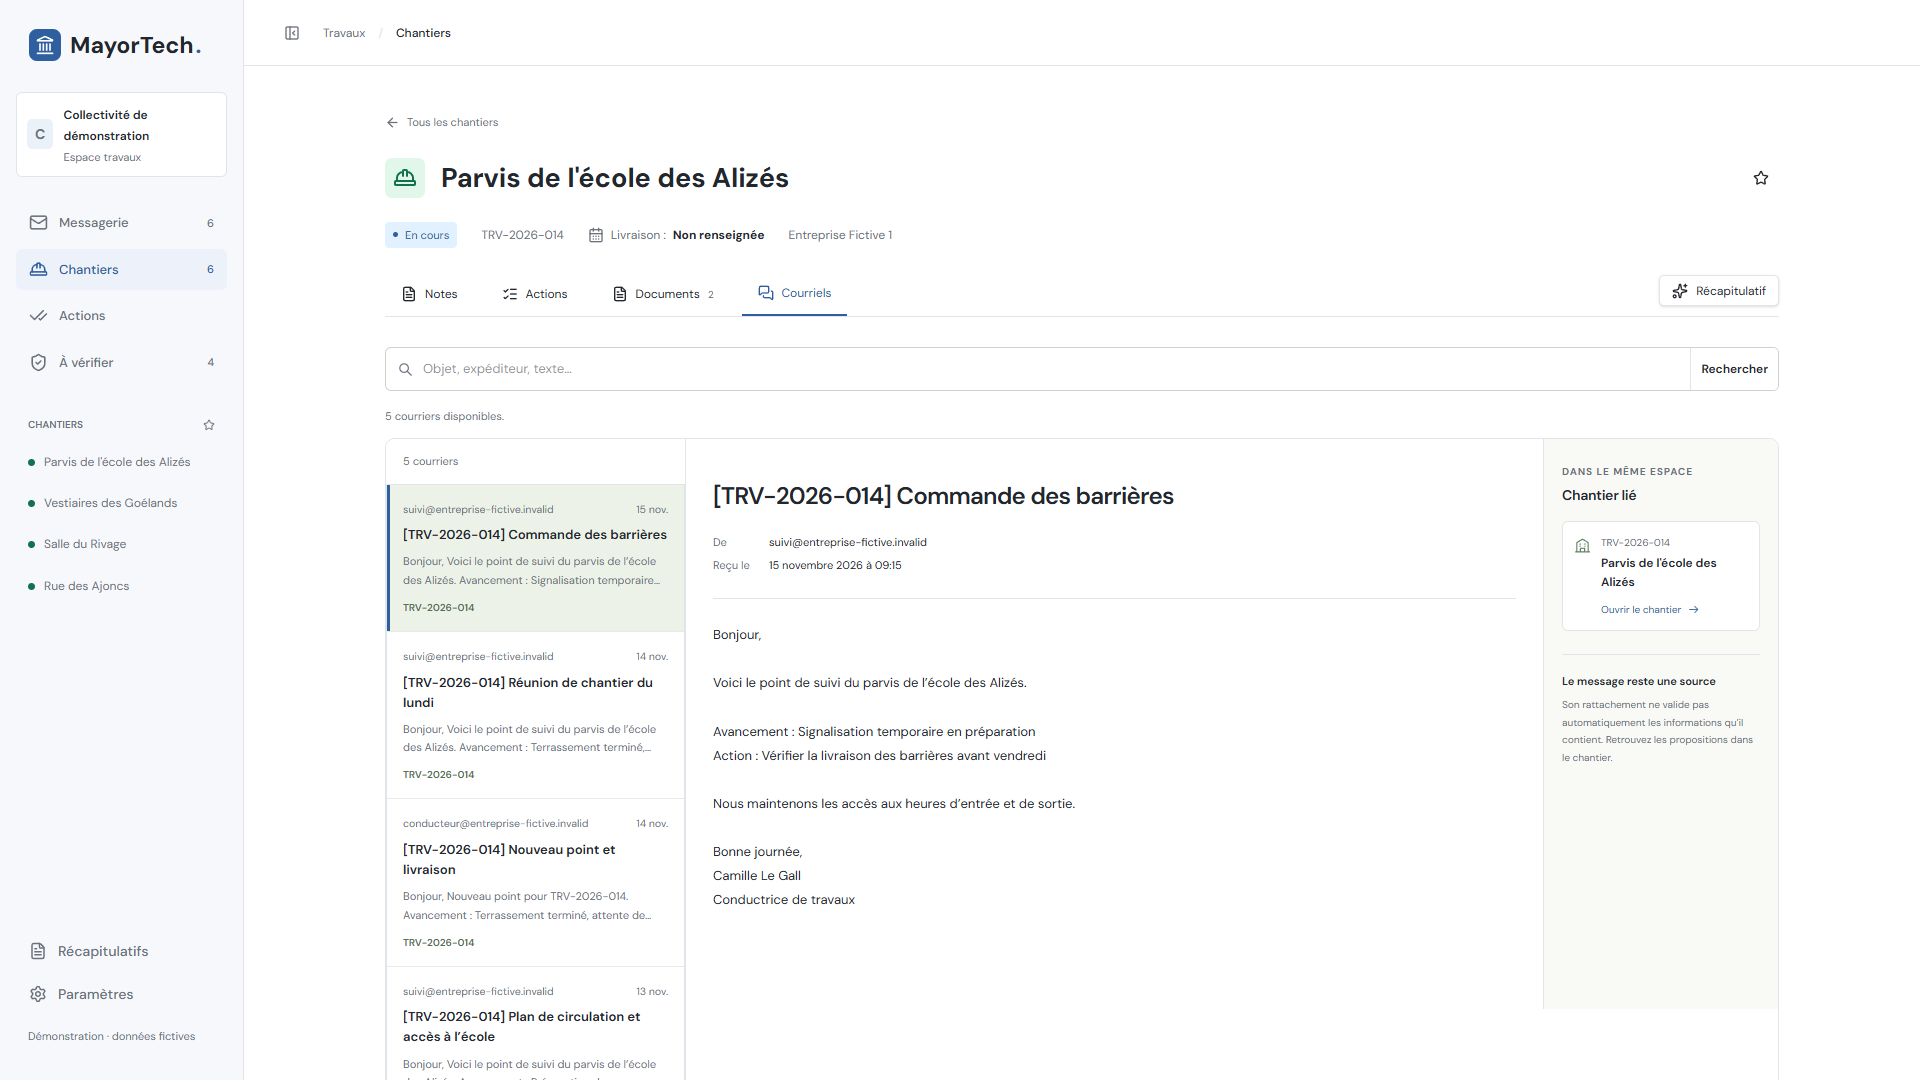 MayorTech.
Collectivité de
démonstration
Espace travaux
C
Messagerie 6
Chantiers 6
Actions
À vérifier 4
CHANTIERS
Parvis de l'école des Alizés
Vestiaires des Goélands
Salle du Rivage
Rue des Ajoncs
Récapitulatifs
Paramètres
Démonstration · données fictives
Travaux / Chantiers
Tous les chantiers
Parvis de l'école des Alizés
En cours TRV-2026-014 Livraison : Non renseignée Entreprise Fictive 1
Notes Actions Documents 2 Courriels Récapitulatif
Objet, expéditeur, texte... Rechercher
5 courriers disponibles.
5 courriers
suivi@entreprise-fictive.invalid 15 nov.
[TRV-2026-014] Commande des barrières
Bonjour, Voici le point de suivi du parvis de l’école
des Alizés. Avancement : Signalisation temporaire...
TRV-2026-014
suivi@entreprise-fictive.invalid 14 nov.
[TRV-2026-014] Réunion de chantier du
lundi
Bonjour, Voici le point de suivi du parvis de l’école
des Alizés. Avancement : Terrassement terminé,...
TRV-2026-014
conducteur@entreprise-fictive.invalid 14 nov.
[TRV-2026-014] Nouveau point et
livraison
Bonjour, Nouveau point pour TRV-2026-014.
Avancement : Terrassement terminé, attente de...
TRV-2026-014
suivi@entreprise-fictive.invalid 13 nov.
[TRV-2026-014] Plan de circulation et
accès à l’école
Bonjour, Voici le point de suivi du parvis de l’école
[TRV-2026-014] Commande des barrières
De suivi@entreprise-fictive.invalid
Reçu le 15 novembre 2026 à 09:15
Bonjour,
Voici le point de suivi du parvis de l’école des Alizés.
Avancement : Signalisation temporaire en préparation
Action : Vérifier la livraison des barrières avant vendredi
Nous maintenons les accès aux heures d’entrée et de sortie.
Bonne journée,
Camille Le Gall
Conductrice de travaux
DANS LE MÊME ESPACE
Chantier lié
TRV-2026-014
Parvis de l'école des
Alizés
Ouvrir le chantier
Le message reste une source
Son rattachement ne valide pas
automatiquement les informations qu’il
contient. Retrouvez les propositions dans
le chantier.